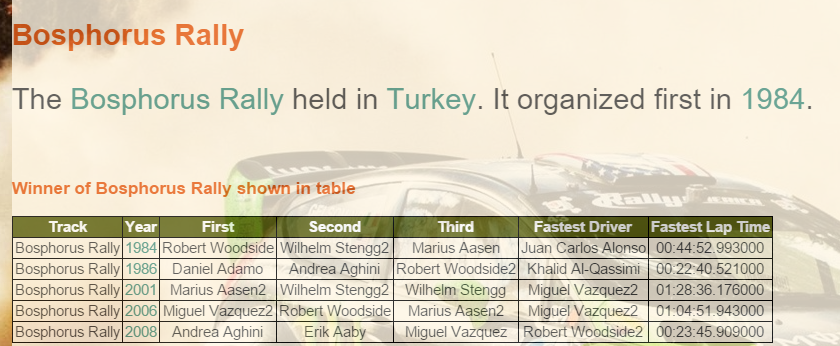 Bosphorus Rally
The Bosphorus Rally held in Turkey. It organized first in 1984.
Winner of Bosphorus Rally shown in table
Track Year First Second Third Fastest Driver Fastest Lap Time
Bosphorus Rally 1984 Robert Woodside Wilhelm Stengg2 Marius Aasen Juan Carlos Alonso 00:44:52.993000
Bosphorus Rally 1986 Daniel Adamo Andrea Aghini Robert Woodside2 Khalid Al-Qassimi 00:22:40.521000
Bosphorus Rally 2001 Marius Aasen2 Wilhelm Stengg2 Wilhelm Stengg Miguel Vazquez2 01:28:36.176000
Bosphorus Rally 2006 Miguel Vazquez2 Robert Woodside Marius Aasen2 Miguel Vazquez2 01:04:51.943000
Bosphorus Rally 2008 Andrea Aghini Erik Aaby Miguel Vazquez Robert Woodside2 00:23:45.909000
Rally